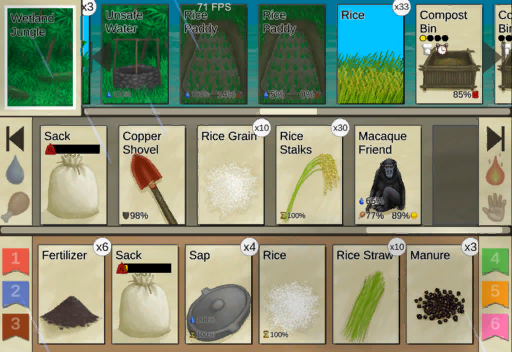 Wetland
Jungle
x3
Unsafe
Water
71 FPS
Rice
Paddy
Rice
Paddy
5%
0%
Rice
x33
Compost
Bin
85%
Sack
Copper
Shovel
98%
Rice Grain
x10
Rice
Stalks
x30
100%
Macaque
Friend
77%
89%
Fertilizer
x6
Sack
Sap
x4
Rice
100%
Rice Straw
x10
Manure
x3
1
2
3
4
5
6